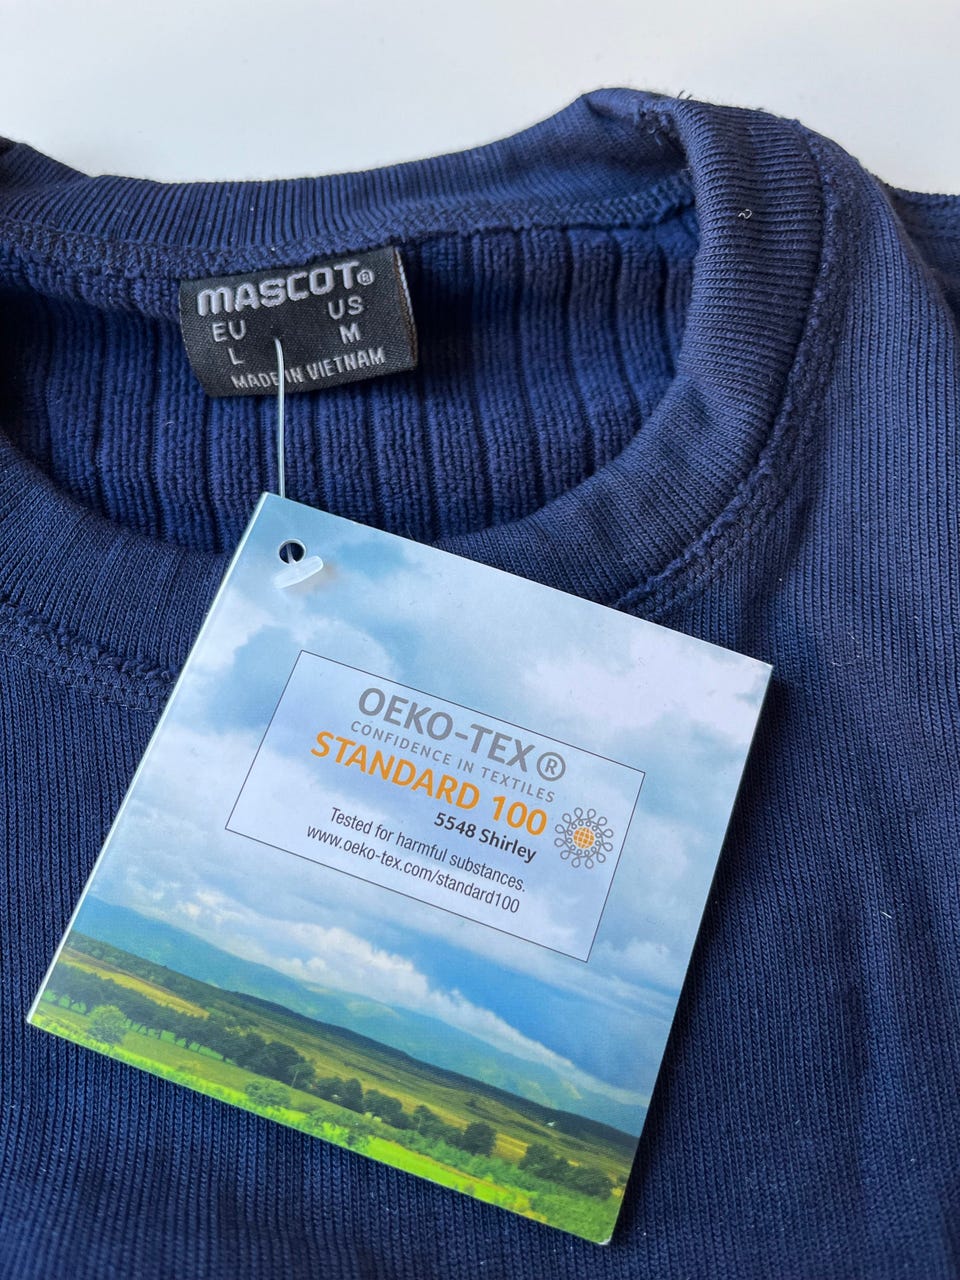 MASCOT®
EU US
L M
MADE IN VIETNAM
OEKO-TEX®
CONFIDENCE IN TEXTILES
STANDARD 100
5548 Shirley
Tested for harmful substances.
www.oeko-tex.com/standard100